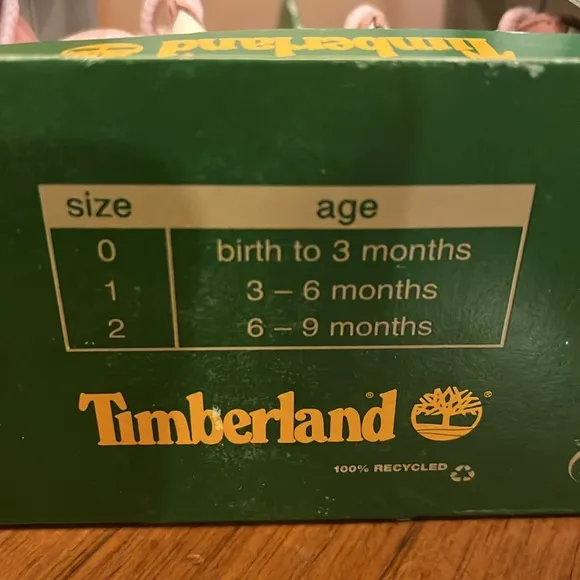 Timberland
size age
0 birth to 3 months
1 3 – 6 months
2 6 – 9 months
Timberland®
®
100% RECYCLED